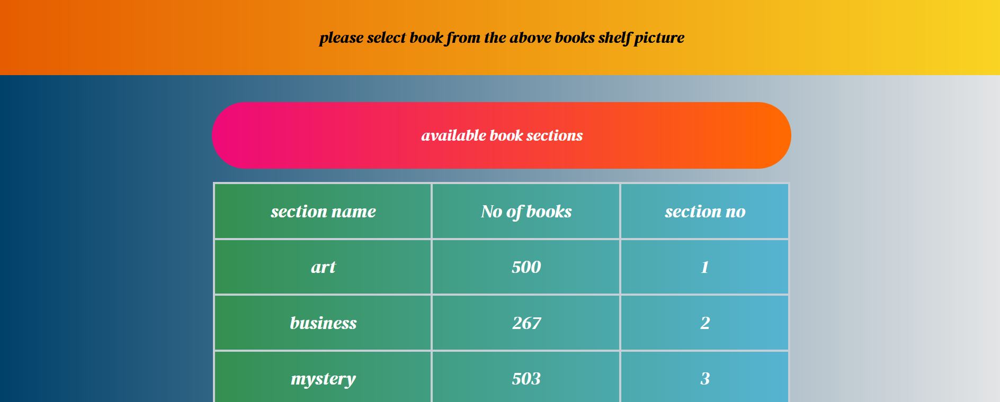 please select book from the above books shelf picture
available book sections
section name No of books section no
art 500 1
business 267 2
mystery 503 3